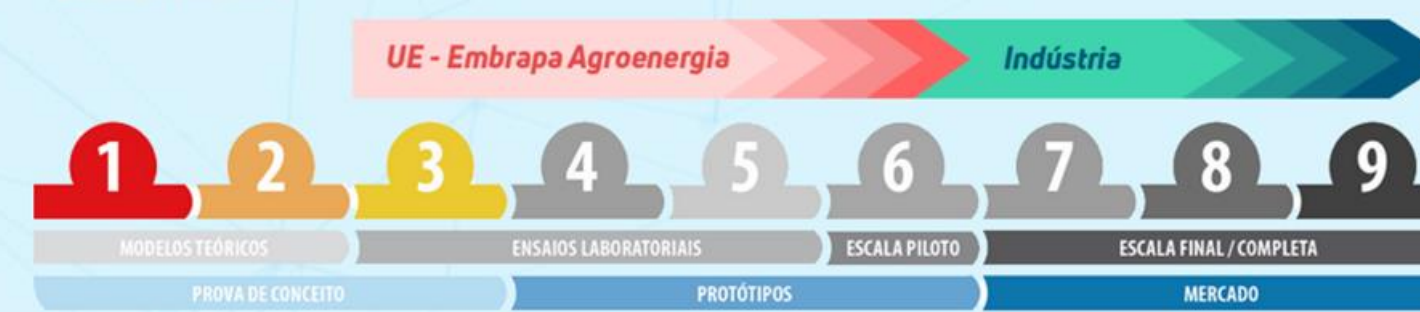 UE - Embrapa Agroenergia Indústria
1 2 3 4 5 6 7 8 9
MODELOS TEÓRICOS ENSAIOS LABORATORIAIS ESCALA PILOTO ESCALA FINAL / COMPLETA
PROVA DE CONCEITO PROTÓTIPOS MERCADO